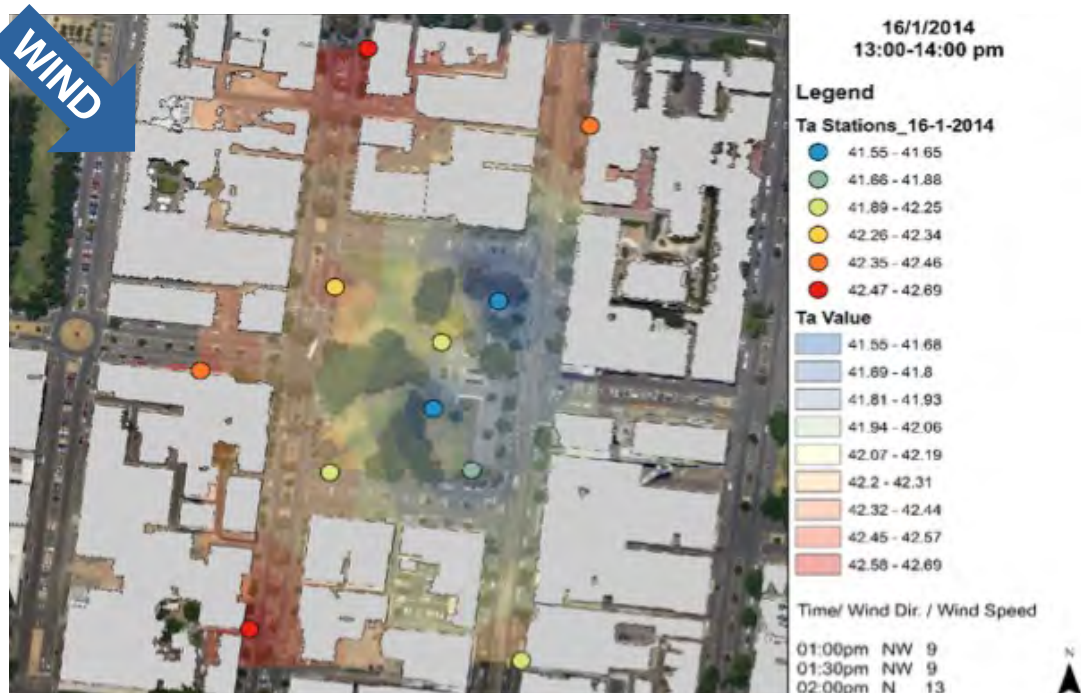 WIND
16/1/2014
13:00-14:00 pm
Legend
Ta Stations_16-1-2014
41.55 - 41.65
41.66 - 41.88
41.89 - 42.25
42.26 - 42.34
42.35 - 42.46
42.47 - 42.69
Ta Value
41.55 - 41.68
41.69 - 41.8
41.81 - 41.93
41.94 - 42.06
42.07 - 42.19
42.2 - 42.31
42.32 - 42.44
42.45 - 42.57
42.58 - 42.69
Time/ Wind Dir. / Wind Speed
01:00pm NW 9
01:30pm NW 9
02:00pm N 13
N